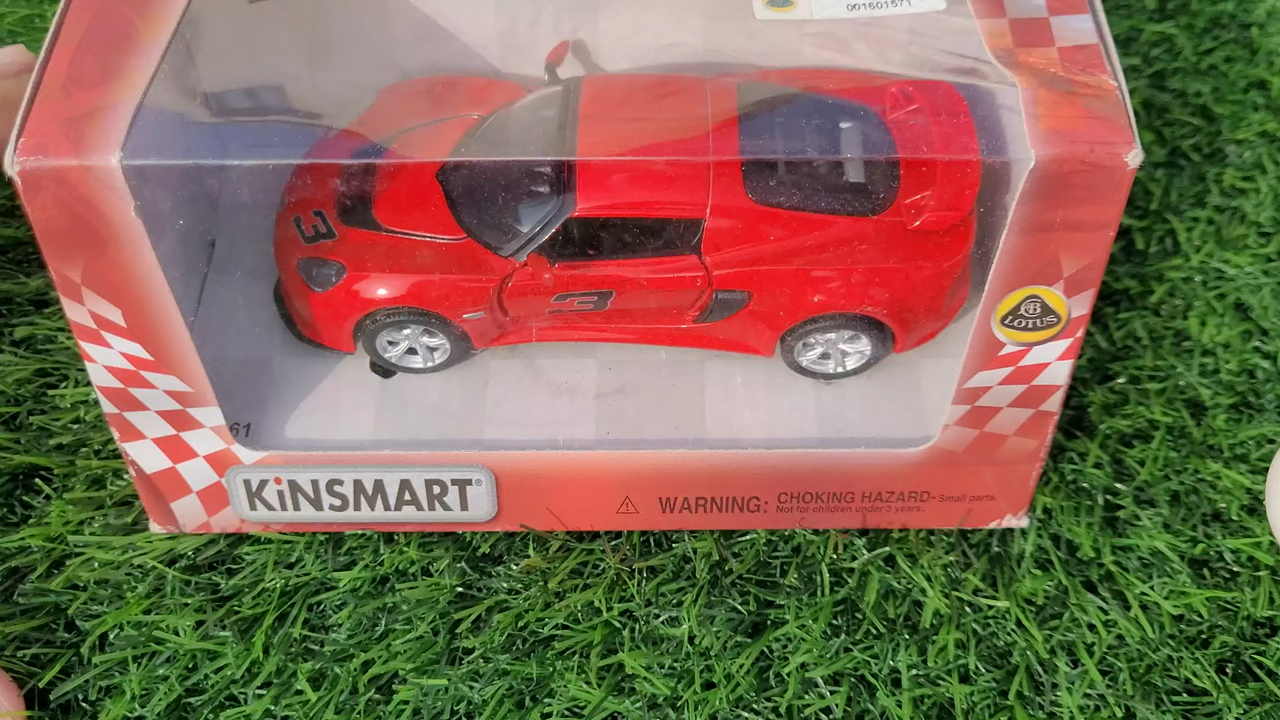 001601571
3
3
LOTUS
61
KiNSMART®
WARNING: CHOKING HAZARD-Small parts.
Not for children under 3 years.